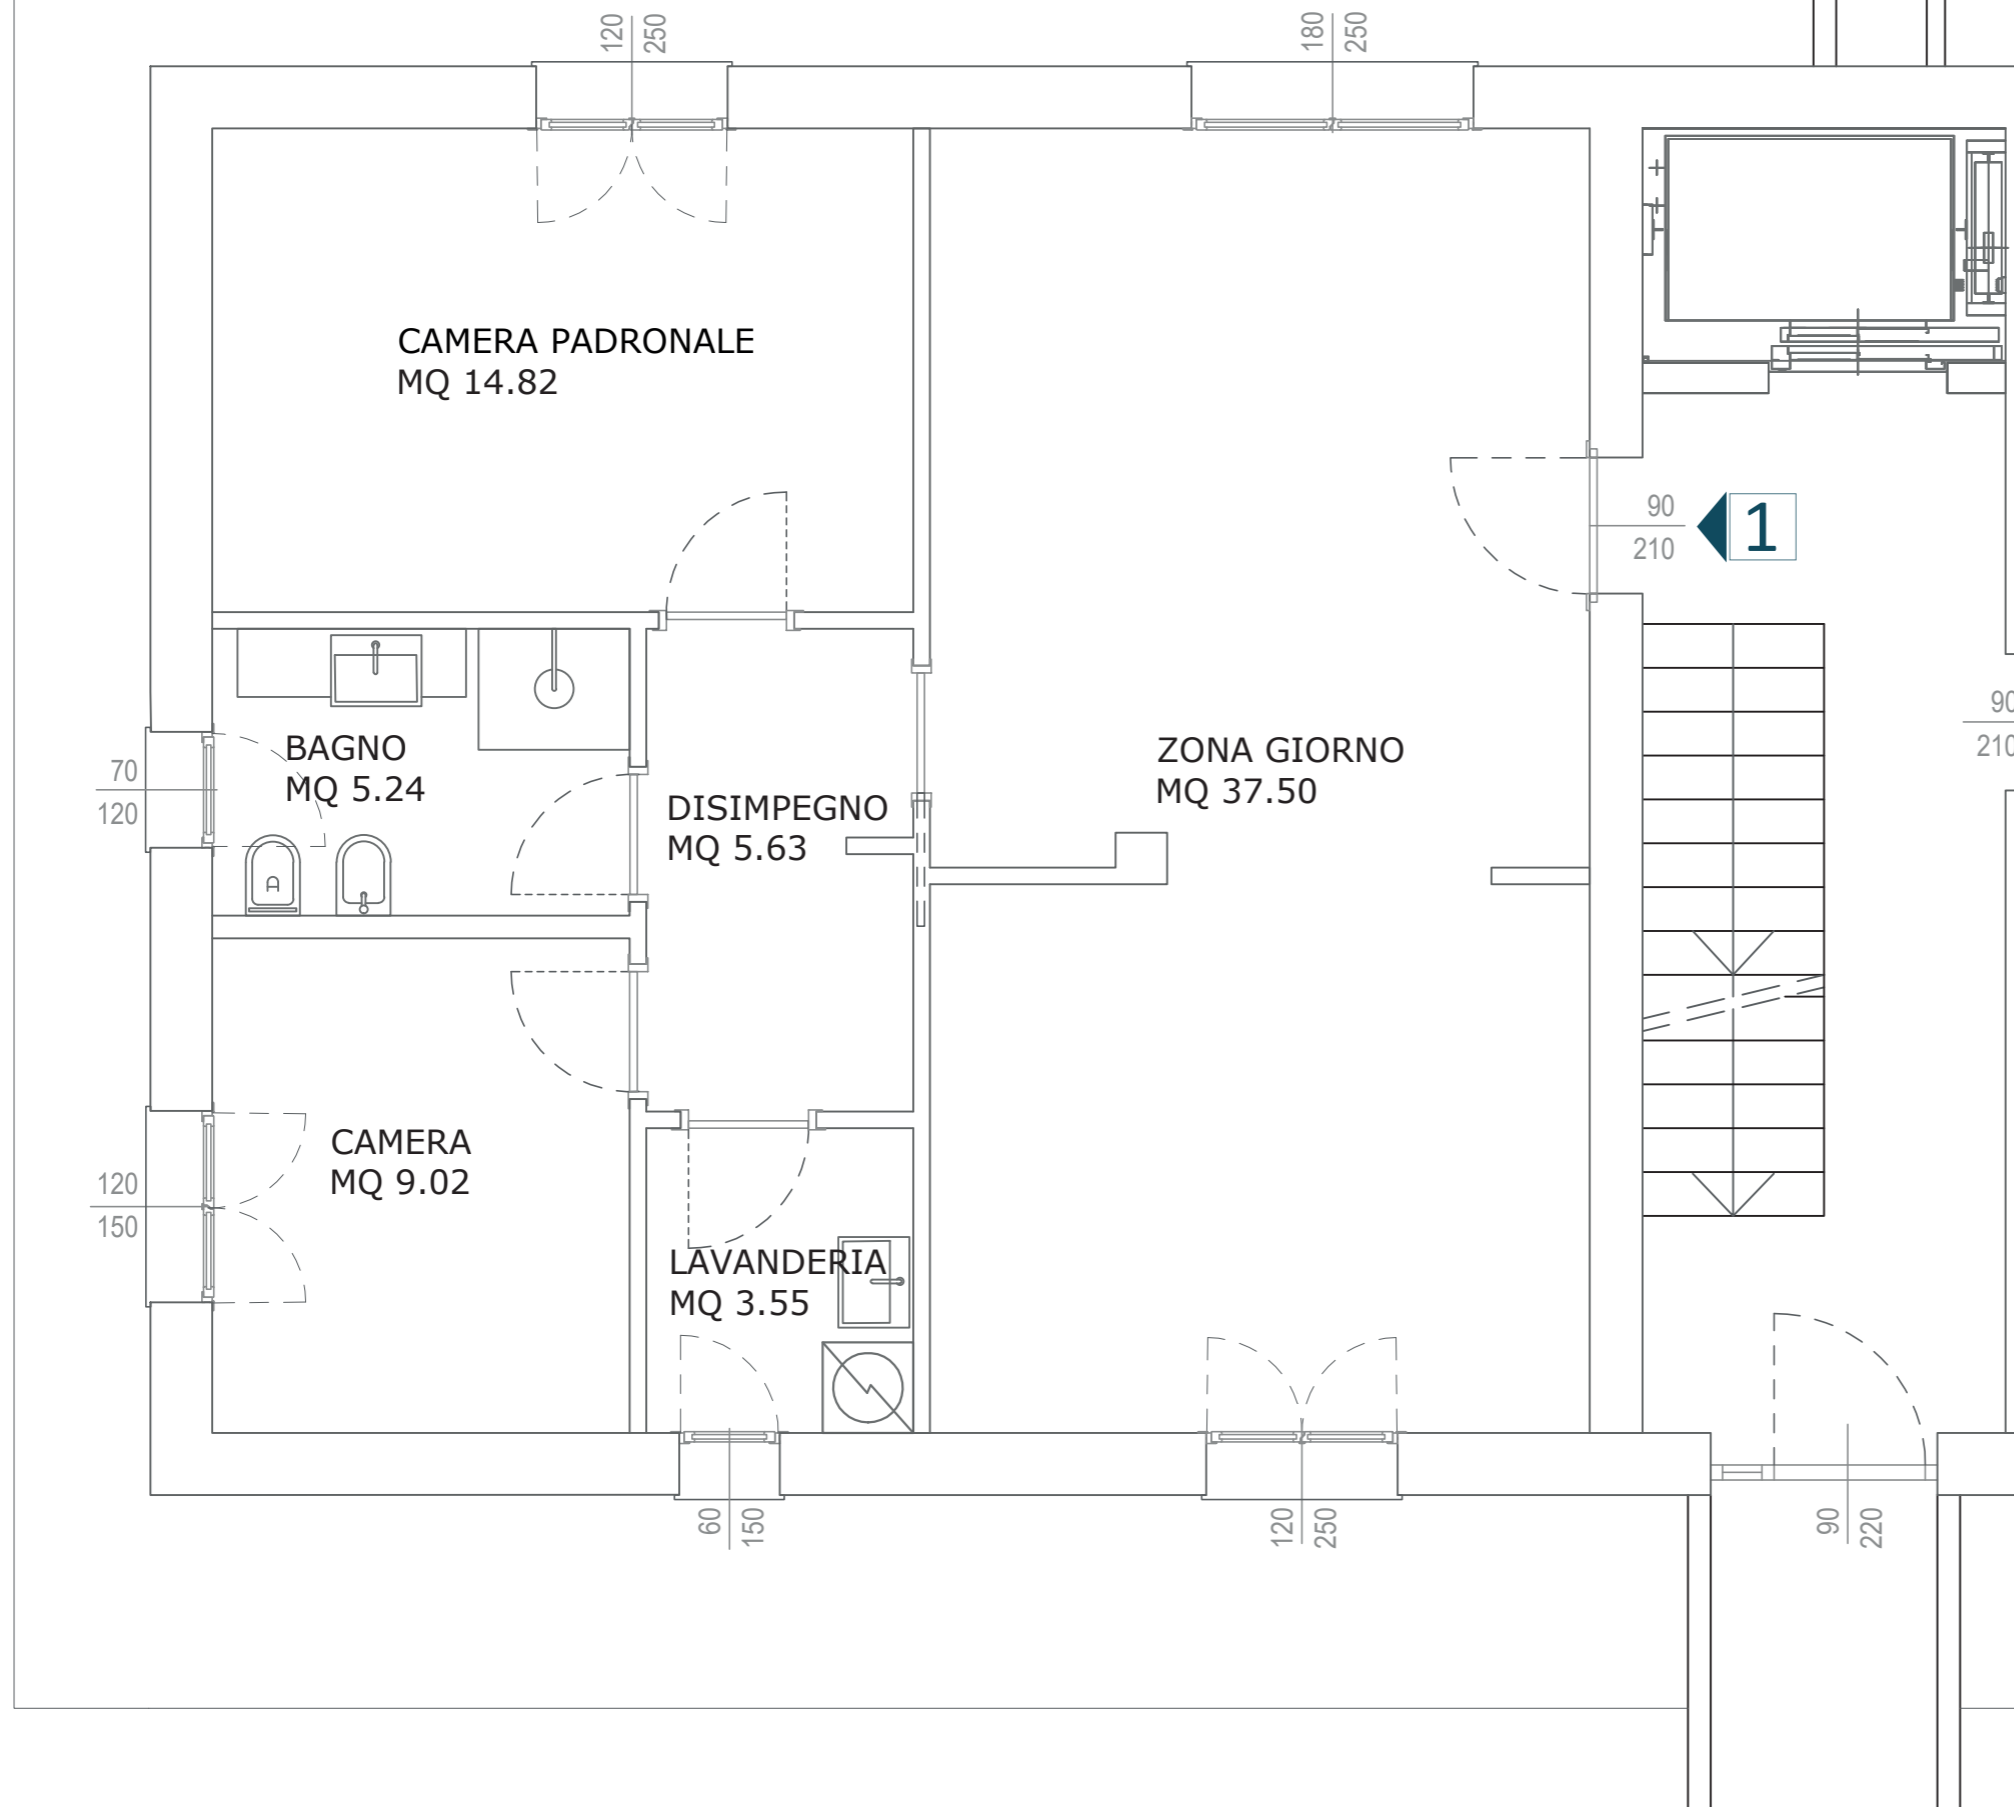 120
250
180
250
CAMERA PADRONALE
MQ 14.82
90
210
1
BAGNO
MQ 5.24
70
120
DISIMPEGNO
MQ 5.63
ZONA GIORNO
MQ 37.50
90
210
CAMERA
MQ 9.02
120
150
LAVANDERIA
MQ 3.55
60
150
120
250
90
220